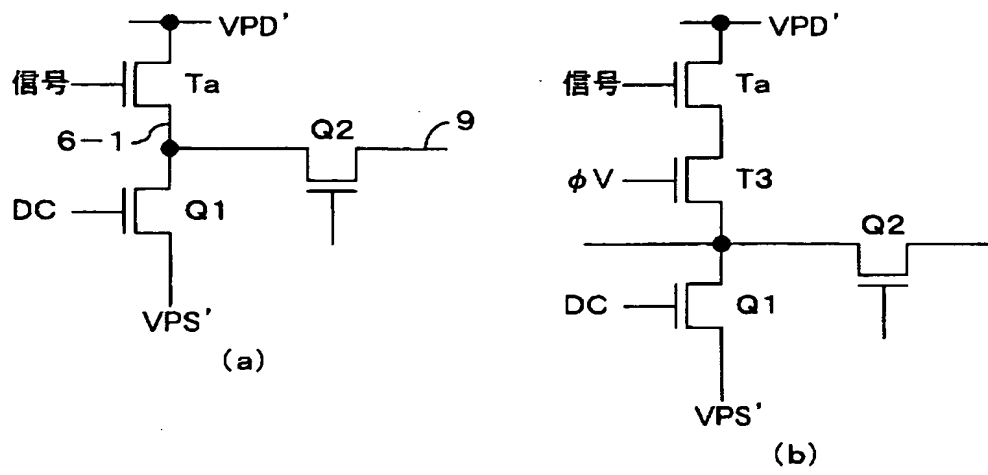 VPD'
信号
Ta
6-1
Q2
9
DC
Q1
VPS'
(a)
VPD'
信号
Ta
φV
T3
Q2
DC
Q1
VPS'
(b)